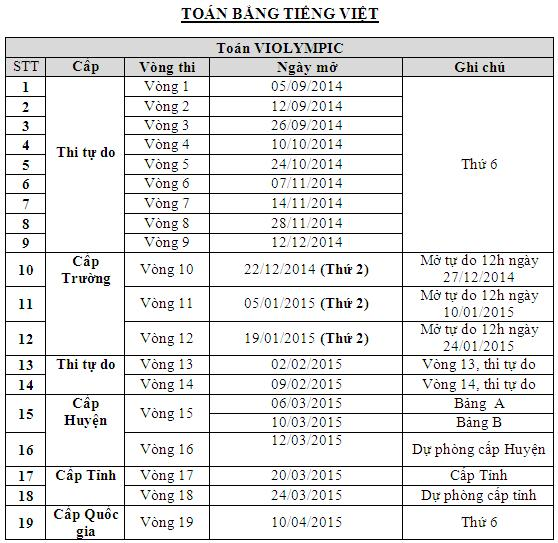 TOÁN BẰNG TIẾNG VIỆT
Toán VIOLYMPIC
STT Cấp Vòng thi Ngày mở Ghi chú
1 Thi tự do Vòng 1 05/09/2014 Thứ 6
2 Vòng 2 12/09/2014
3 Vòng 3 26/09/2014
4 Vòng 4 10/10/2014
5 Vòng 5 24/10/2014
6 Vòng 6 07/11/2014
7 Vòng 7 14/11/2014
8 Vòng 8 28/11/2014
9 Vòng 9 12/12/2014
10 Cấp Trường Vòng 10 22/12/2014 (Thứ 2) Mở tự do 12h ngày 27/12/2014
11 Vòng 11 05/01/2015 (Thứ 2) Mở tự do 12h ngày 10/01/2015
12 Vòng 12 19/01/2015 (Thứ 2) Mở tự do 12h ngày 24/01/2015
13 Thi tự do Vòng 13 02/02/2015 Vòng 13, thi tự do
14 Vòng 14 09/02/2015 Vòng 14, thi tự do
15 Cấp Huyện Vòng 15 06/03/2015 Bảng A
10/03/2015 Bảng B
16 Vòng 16 12/03/2015 Dự phòng cấp Huyện
17 Cấp Tỉnh Vòng 17 20/03/2015 Cấp Tỉnh
18 Vòng 18 24/03/2015 Dự phòng cấp tỉnh
19 Cấp Quốc gia Vòng 19 10/04/2015 Thứ 6